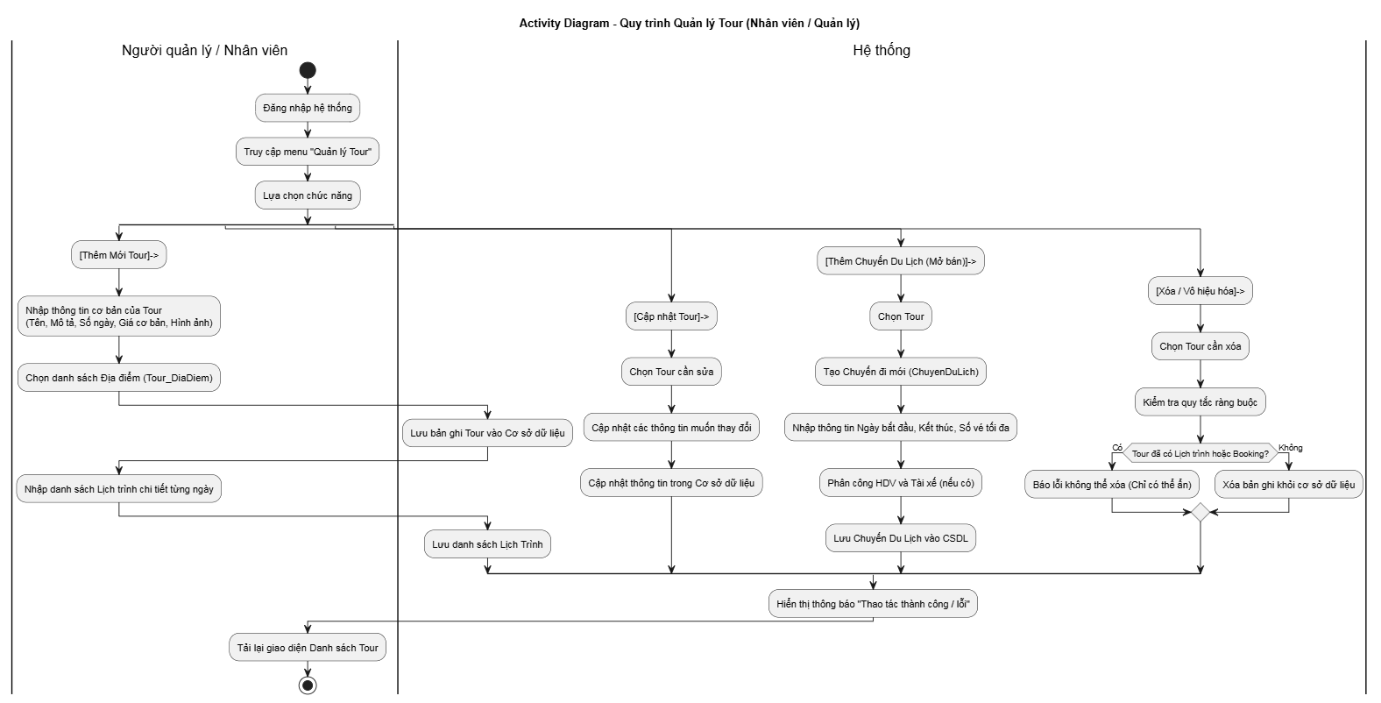 Activity Diagram - Quy trình Quản lý Tour (Nhân viên / Quản lý)
Người quản lý / Nhân viên
Hệ thống
Đăng nhập hệ thống
Truy cập menu "Quản lý Tour"
Lựa chọn chức năng
[Thêm Mới Tour]->
Nhập thông tin cơ bản của Tour
(Tên, Mô tả, Số ngày, Giá cơ bản, Hình ảnh)
Chọn danh sách Địa điểm (Tour_DiaDiem)
Lưu bản ghi Tour vào Cơ sở dữ liệu
Nhập danh sách Lịch trình chi tiết từng ngày
Lưu danh sách Lịch Trình
[Cập nhật Tour]->
Chọn Tour cần sửa
Cập nhật các thông tin muốn thay đổi
Cập nhật thông tin trong Cơ sở dữ liệu
[Thêm Chuyến Du Lịch (Mở bán)]->
Chọn Tour
Tạo Chuyến đi mới (ChuyenDuLich)
Nhập thông tin Ngày bắt đầu, Kết thúc, Số vé tối đa
Phân công HDV và Tài xế (nếu có)
Lưu Chuyến Du Lịch vào CSDL
[Xóa / Vô hiệu hóa]->
Chọn Tour cần xóa
Kiểm tra quy tắc ràng buộc
Có
Tour đã có Lịch trình hoặc Booking?
Không
Báo lỗi không thể xóa (Chỉ có thể ẩn)
Xóa bản ghi khỏi cơ sở dữ liệu
Hiển thị thông báo "Thao tác thành công / lỗi"
Tải lại giao diện Danh sách Tour